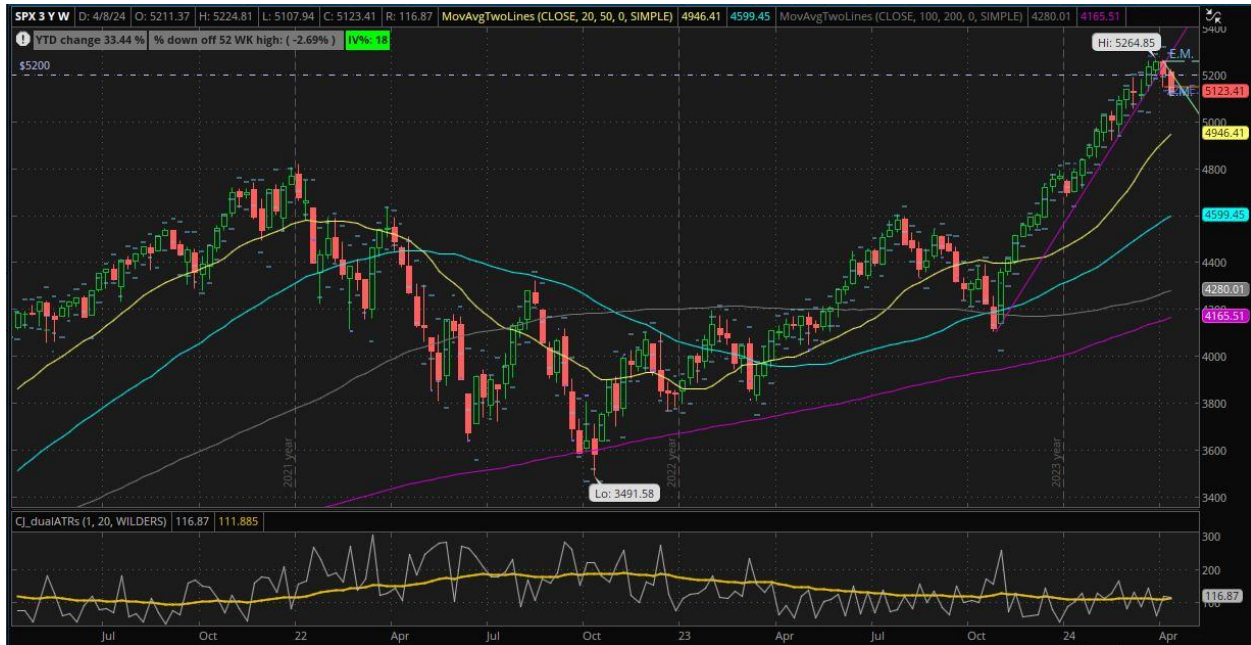 SPX 3 Y W D: 4/8/24 O: 5211.37 H: 5224.81 L: 5107.94 C: 5123.41 R: 116.87 MovAvgTwoLines (CLOSE, 20, 50, 0, SIMPLE) 4946.41 4599.45 MovAvgTwoLines (CLOSE, 100, 200, 0, SIMPLE) 4280.01 4165.51
! YTD change 33.44 % % down off 52 WK high: ( -2.69% ) IV%: 18
5400
Hi: 5264.85
E.M.
$5200
5200
5123.41
5000
4946.41
4800
4599.45
4400
4280.01
4200
4165.51
4000
3800
3600
2021 year
2022 year
2023 year
Lo: 3491.58
3400
CJ_dualATRs (1, 20, WILDERS) 116.87 111.885
300
200
116.87
100
Jul Oct 22 Apr Jul Oct 23 Apr Jul Oct 24 Apr